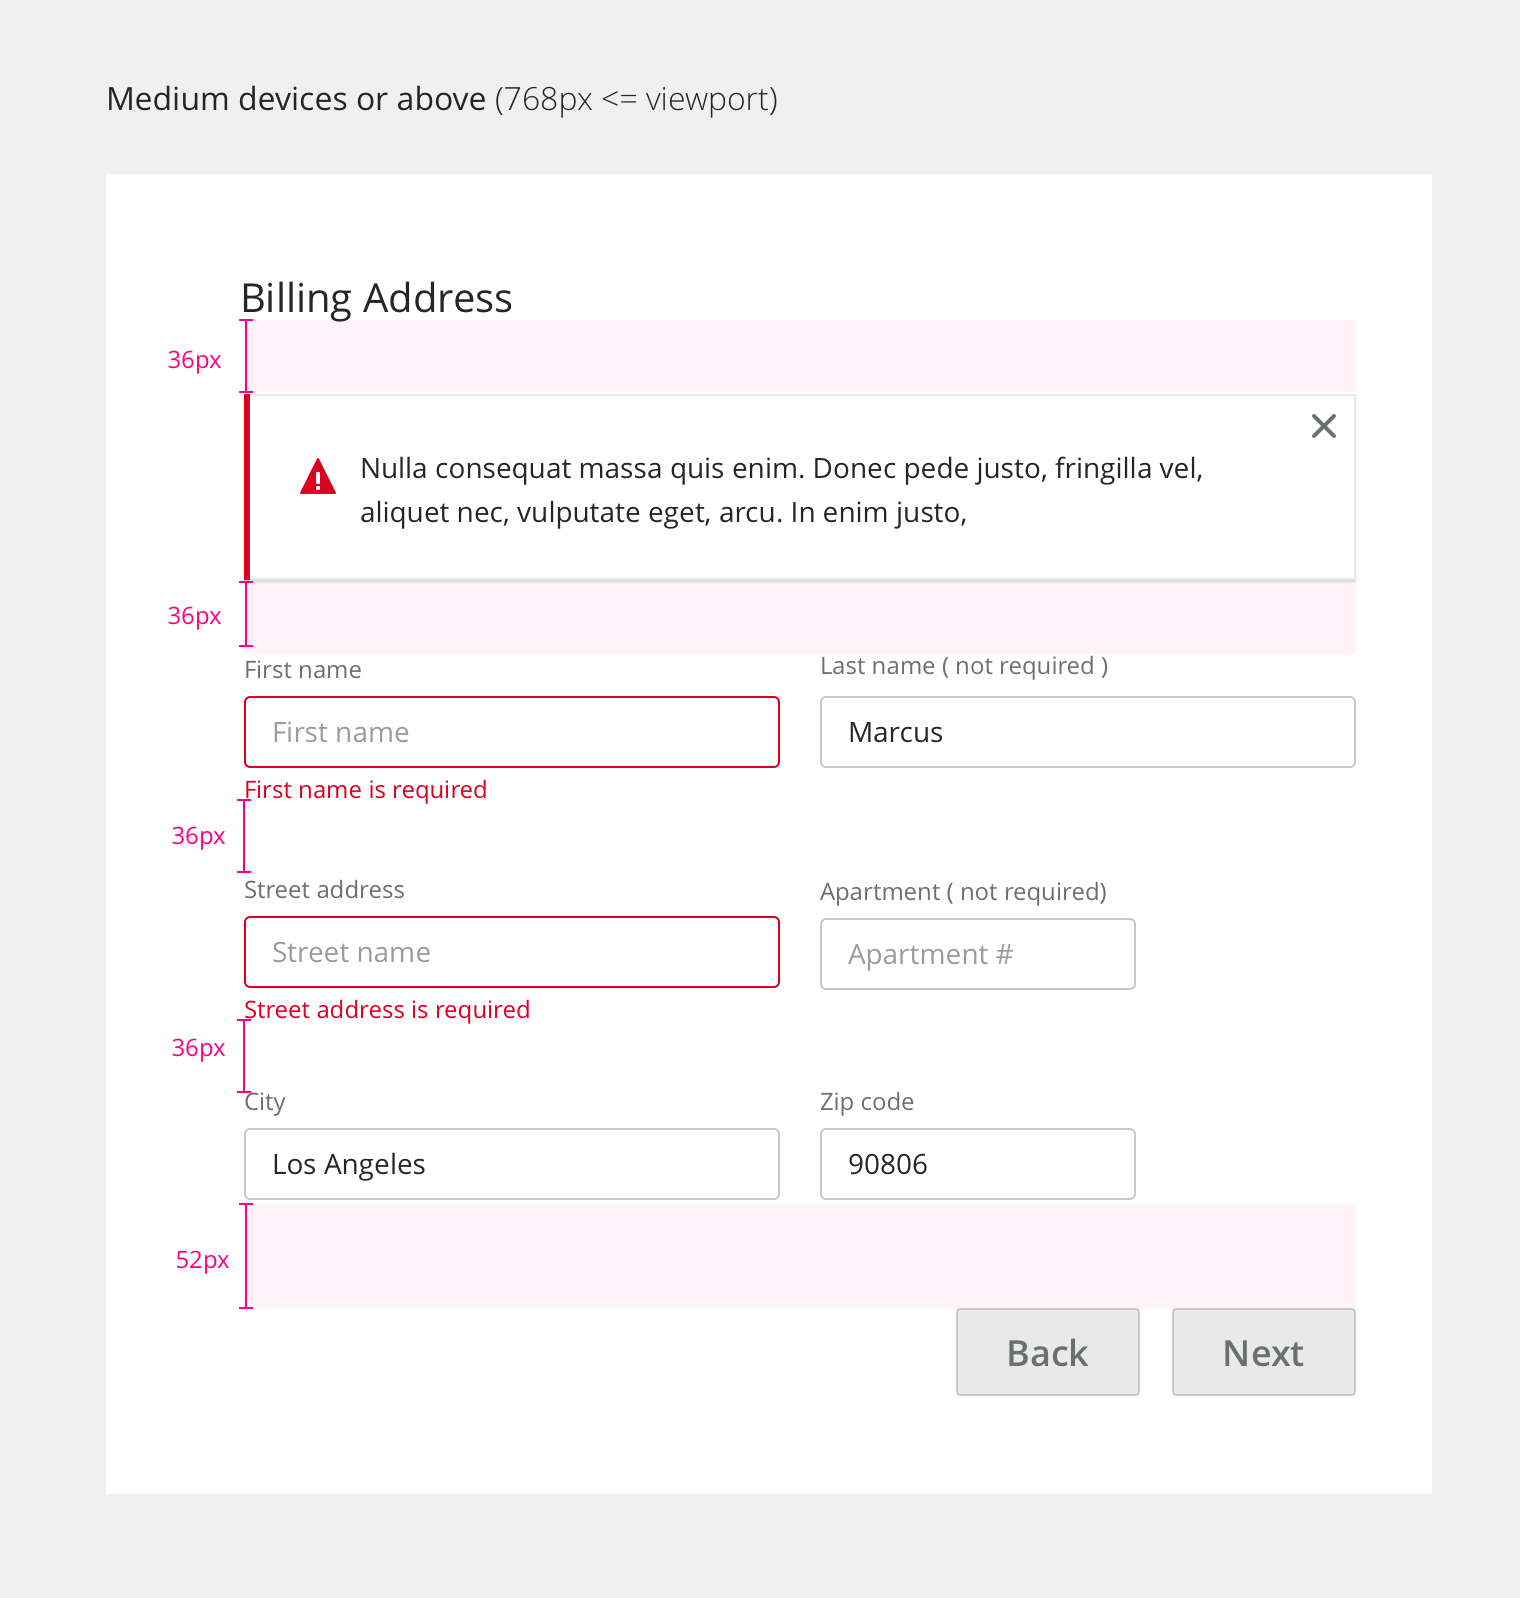 Medium devices or above (768px <= viewport)
Billing Address
36px
Nulla consequat massa quis enim. Donec pede justo, fringilla vel,
aliquet nec, vulputate eget, arcu. In enim justo,
36px
First name
Last name ( not required )
First name
Marcus
First name is required
36px
Street address
Apartment ( not required)
Street name
Apartment #
Street address is required
36px
City
Zip code
Los Angeles
90806
52px
Back
Next